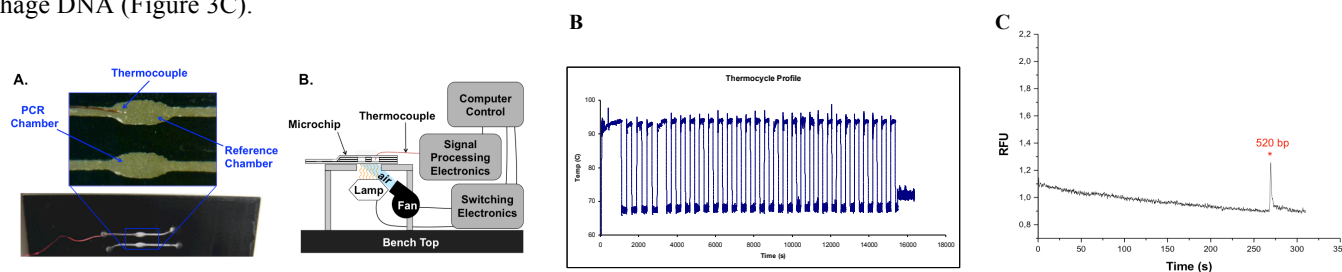 hage DNA (Figure 3C).
A.
Thermocouple
PCR
Chamber
Reference
Chamber
B.
Computer
Control
Thermocouple
Microchip
Signal
Processing
Electronics
air
Lamp
Fan
Switching
Electronics
Bench Top
B
Thermocycle Profile
Temp (C)
100
90
80
70
60
0
2000
4000
6000
8000
10000
12000
14000
16000
18000
Time (s)
C
RFU
2,2
2,0
1,8
1,6
1,4
1,2
1,0
0,8
520 bp
*
0
50
100
150
200
250
300
350
Time (s)